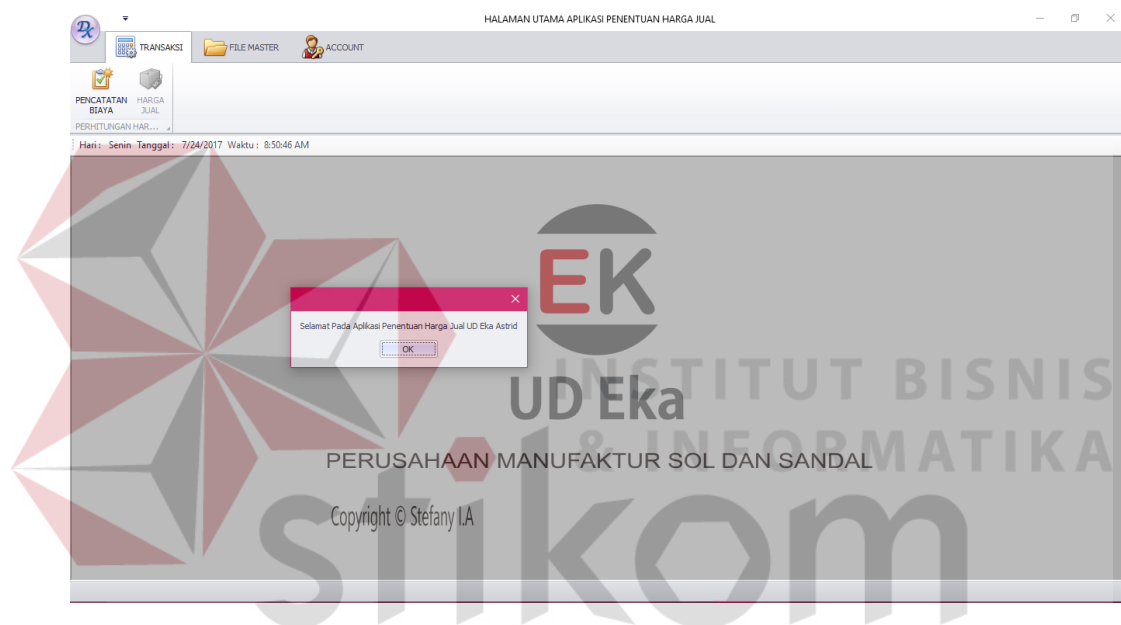 HALAMAN UTAMA APLIKASI PENENTUAN HARGA JUAL
TRANSAKSI FILE MASTER ACCOUNT
PENCATATAN BIAYA
HARGA JUAL
PERHITUNGAN HAR...
Hari : Senin Tanggal : 7/24/2017 Waktu : 8:50:46 AM
EK
Selamat Pada Aplikasi Penentuan Harga Jual UD Eka Astrid
OK
UD Eka
INSTITUT BISNIS
& INFORMATIKA
PERUSAHAAN MANUFAKTUR SOL DAN SANDAL
stikom
Copyright © Stefany I.A